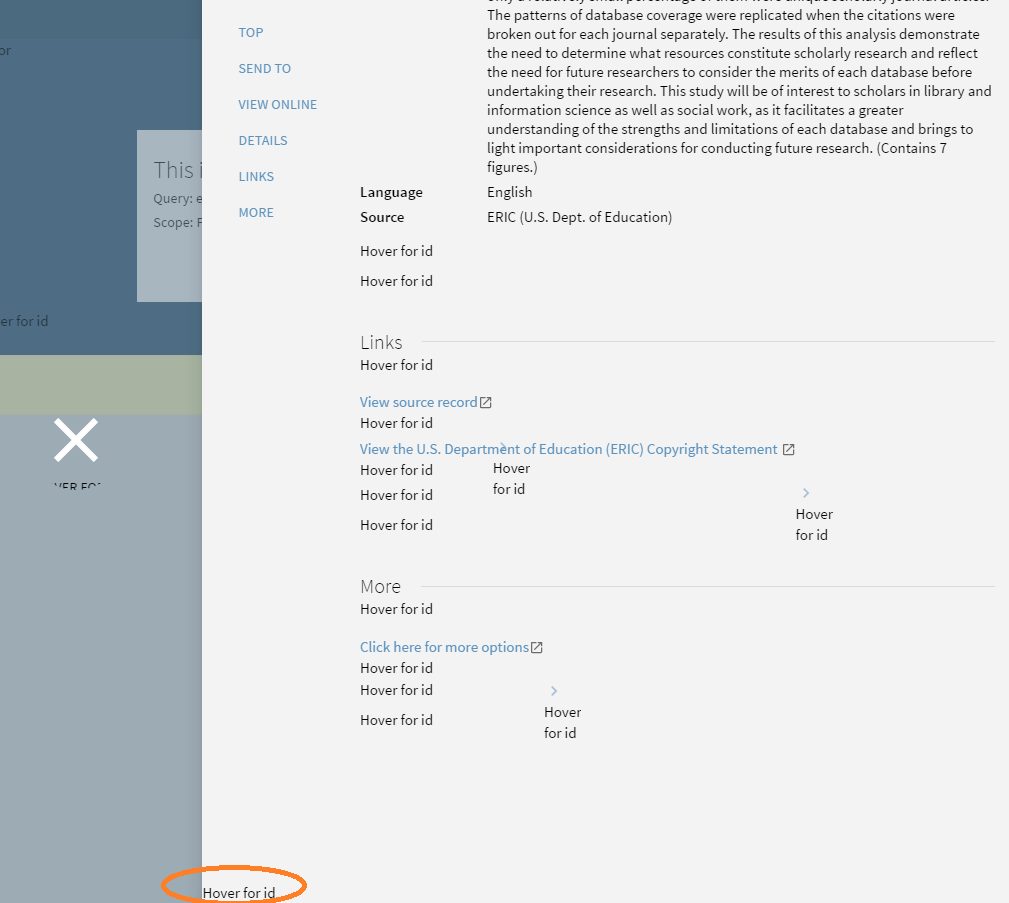 or
This i
Query: e
Scope: F
er for id
TOP
SEND TO
VIEW ONLINE
DETAILS
LINKS
MORE
The patterns of database coverage were replicated when the citations were
broken out for each journal separately. The results of this analysis demonstrate
the need to determine what resources constitute scholarly research and reflect
the need for future researchers to consider the merits of each database before
undertaking their research. This study will be of interest to scholars in library and
information science as well as social work, as it facilitates a greater
understanding of the strengths and limitations of each database and brings to
light important considerations for conducting future research. (Contains 7
figures.)
Language English
Source ERIC (U.S. Dept. of Education)
Hover for id
Hover for id
Links
Hover for id
View source record
Hover for id
View the U.S. Department of Education (ERIC) Copyright Statement
Hover for id
Hover
for id
Hover for id
Hover
for id
Hover for id
More
Hover for id
Click here for more options
Hover for id
Hover for id
Hover
for id
Hover for id
Hover for id